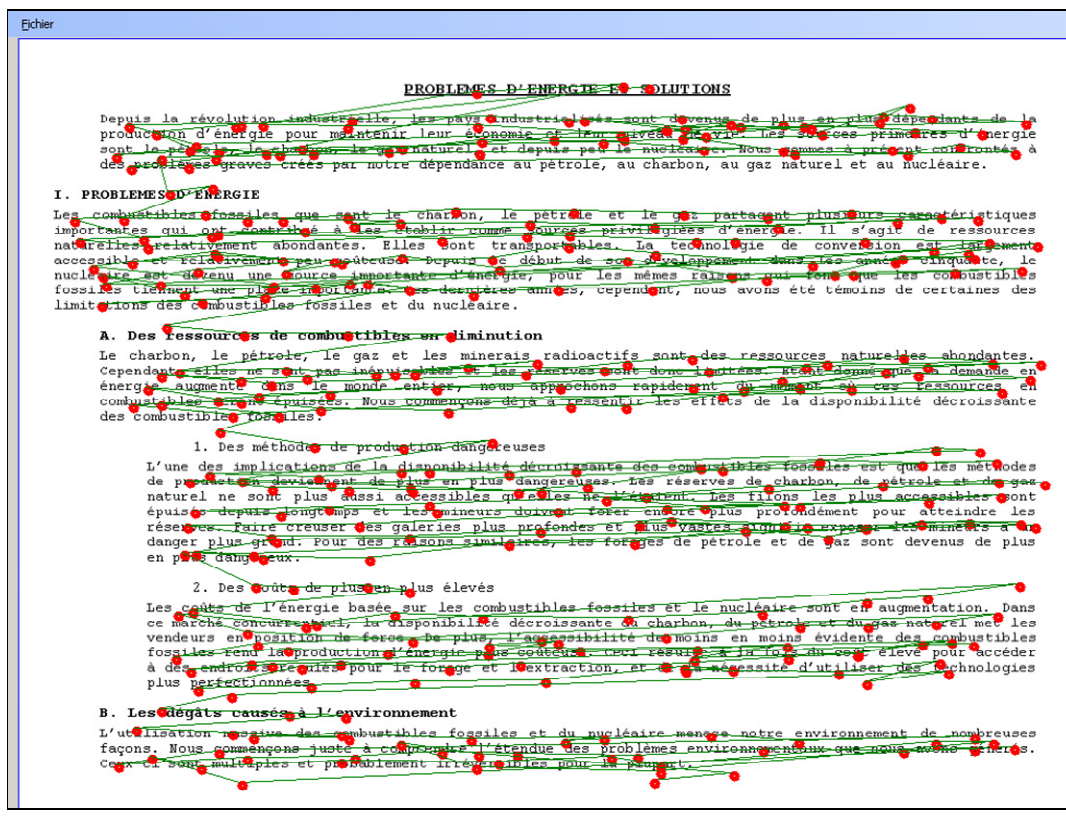 Fichier
PROBLEMES D'ENERGIE ET SOLUTIONS
Depuis la révolution industrielle, les pays industrialisés sont devenus de plus en plus dépendants de la
production d'énergie pour maintenir leur économie et leur niveau de vie. Les sources primaires d'énergie
sont le pétrole, le charbon, le gaz naturel et depuis peu le nucléaire. Nous sommes à présent confrontés à
des problèmes graves créés par notre dépendance au pétrole, au charbon, au gaz naturel et au nucléaire.
I. PROBLEMES D'ENERGIE
Les combustibles fossiles que sont le charbon, le pétrole et le gaz partagent plusieurs caractéristiques
importantes qui ont contribué à les établir comme sources privilégiées d'énergie. Il s'agit de ressources
naturelles relativement abondantes. Elles sont transportables. La technologie de conversion est largement
accessible et relativement peu coûteuse. Depuis le début de son développement dans les années cinquante, le
nucléaire est devenu une source importante d'énergie, pour les mêmes raisons qui font que les combustibles
fossiles tiennent une place importante. Les dernières années, cependant, nous avons été témoins de certaines des
limitations des combustibles fossiles et du nucleaire.
A. Des ressources de combustibles en diminution
Le charbon, le pétrole, le gaz et les minerais radioactifs sont des ressources naturelles abondantes.
Cependant elles ne sont pas inépuisables et les réserves sont donc limitées. Etant donné que la demande en
énergie augmente dans le monde entier, nous approchons rapidement du moment où ces ressources en
combustibles seront épuisées. Nous commençons déjà à ressentir les effets de la disponibilité décroissante
des combustibles fossiles.
1. Des méthodes de production dangereuses
L'une des implications de la disponibilité décroissante des combustibles fossiles est que les méthodes
de production deviennent de plus en plus dangereuses. Les réserves de charbon, de pétrole et de gaz
naturel ne sont plus aussi accessibles qu'elles ne l'étaient. Les filons les plus accessibles sont
épuisés depuis longtemps et les mineurs doivent forer encore plus profondément pour atteindre les
réserves. Faire creuser des galeries plus profondes et plus vastes signifie exposer les mineurs à un
danger plus grand. Pour des raisons similaires, les forages de pétrole et de gaz sont devenus de plus
en plus dangereux.
2. Des coûts de plus en plus élevés
Les coûts de l'énergie basée sur les combustibles fossiles et le nucléaire sont en augmentation. Dans
ce marché concurrentiel, la disponibilité décroissante du charbon, du pétrole et du gaz naturel met les
vendeurs en position de force. De plus, l'accessibilité de moins en moins évidente des combustibles
fossiles rend la production d'énergie plus coûteuse. Ceci résulte à la fois du coût élevé pour accéder
à des endroits reculés pour le forage et l'extraction, et de la nécessité d'utiliser des technologies
plus perfectionnées.
B. Les dégâts causés à l'environnement
L'utilisation massive des combustibles fossiles et du nucléaire menace notre environnement de nombreuses
façons. Nous commençons juste à comprendre l'étendue des problèmes environnementaux que nous avons générés.
Ceux ci sont multiples et probablement irréversibles pour la plupart.